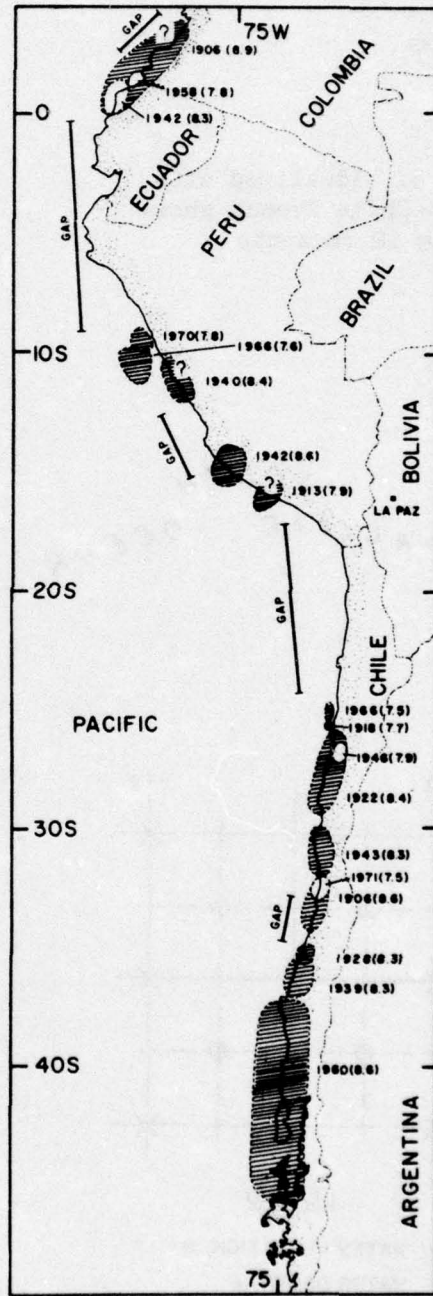 75W
GAP
?
1906 (8.9)
1958 (7.8)
0
1942 (8.3)
COLOMBIA
ECUADOR
GAP
PERU
BRAZIL
1970(7.8)
10S
1966(7.6)
?
1940(8.4)
GAP
1942(8.6)
BOLIVIA
?
1913(7.9)
LA PAZ
20S
GAP
CHILE
1966(7.5)
PACIFIC
1918(7.7)
1946(7.9)
1922(8.4)
30S
1943(8.3)
1971(7.5)
1906(8.6)
GAP
1928(8.3)
1939(8.3)
40S
1960(8.6)
ARGENTINA
75